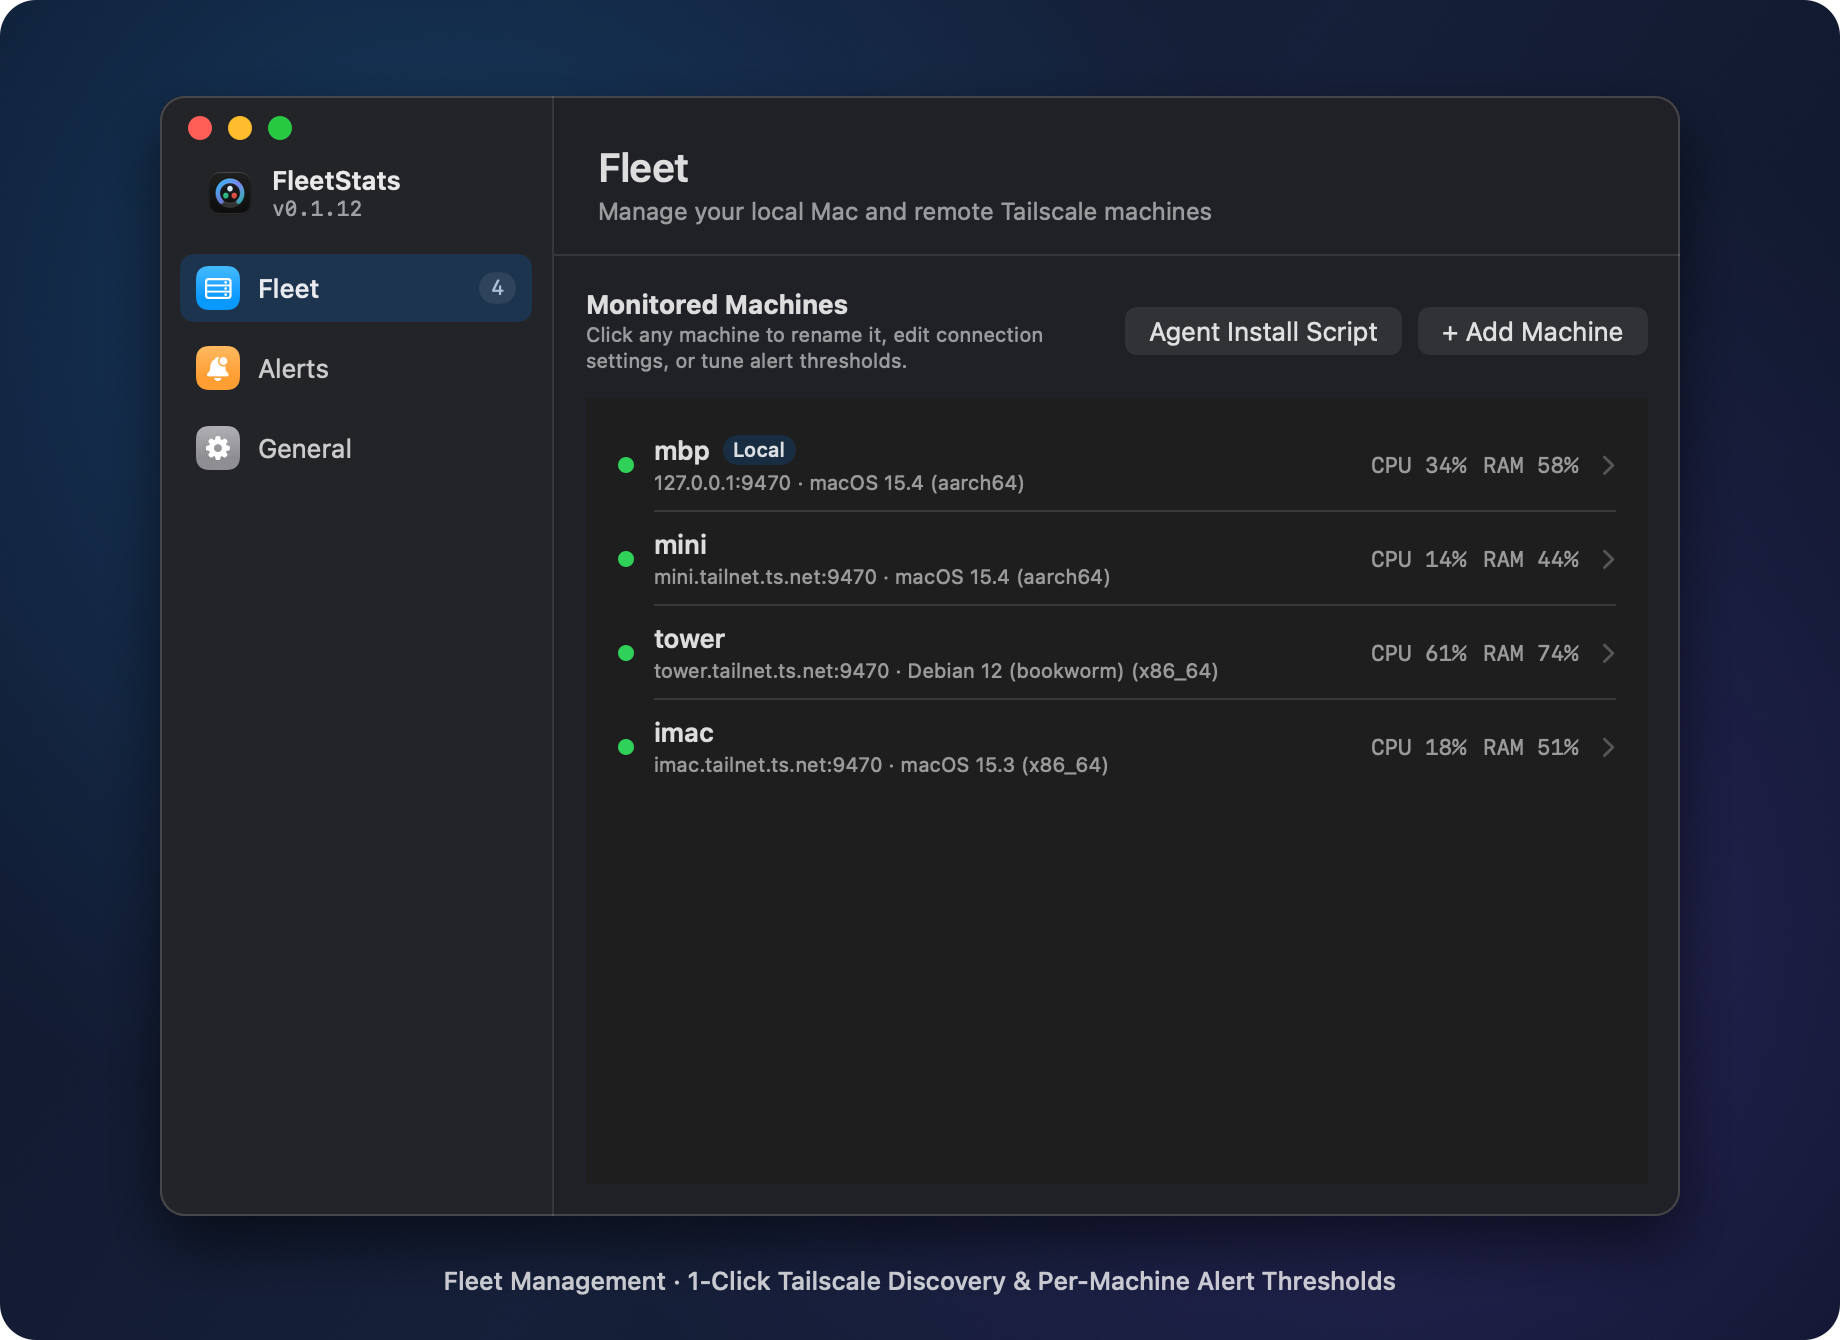 FleetStats
v0.1.12
Fleet
4
Alerts
General
Fleet
Manage your local Mac and remote Tailscale machines
Monitored Machines
Click any machine to rename it, edit connection
settings, or tune alert thresholds.
Agent Install Script
+ Add Machine
mbp Local
127.0.0.1:9470 · macOS 15.4 (aarch64)
CPU 34% RAM 58%
mini
mini.tailnet.ts.net:9470 · macOS 15.4 (aarch64)
CPU 14% RAM 44%
tower
tower.tailnet.ts.net:9470 · Debian 12 (bookworm) (x86_64)
CPU 61% RAM 74%
imac
imac.tailnet.ts.net:9470 · macOS 15.3 (x86_64)
CPU 18% RAM 51%
Fleet Management · 1-Click Tailscale Discovery & Per-Machine Alert Thresholds